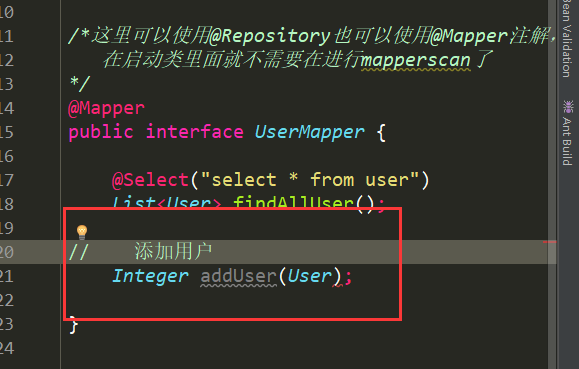 10
11 /*这里可以使用@Repository也可以使用@Mapper注解,
12 在启动类里面就不需要在进行mapperscan了
13 */
14 @Mapper
15 public interface UserMapper {
16
17 @Select("select * from user")
18 List<User> findAllUser();
19
20 // 添加用户
21 Integer addUser(User);
22
23 }
24
Bean Validation
Ant Build